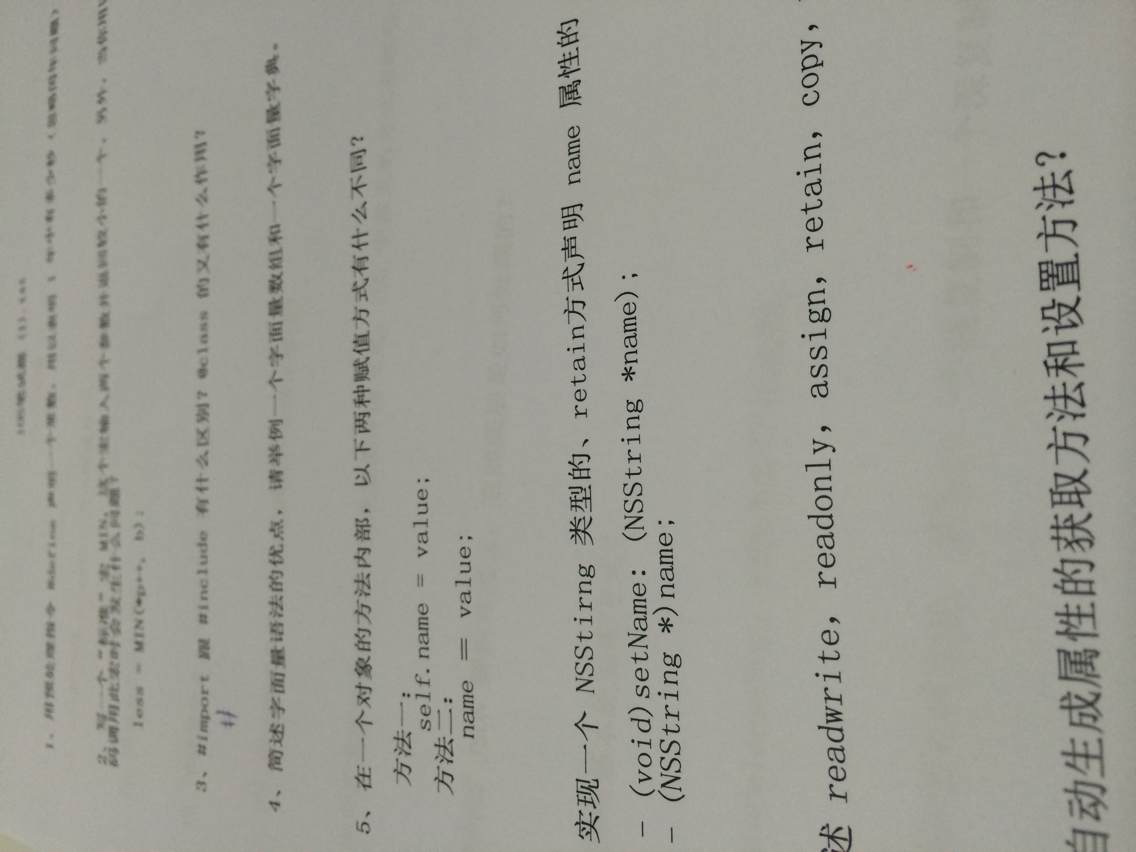 1、用预处理指令 #define 声明一个常数，用以表明 1 年中有多少秒（忽略闰年问题）
2、写一个“标准”宏 MIN，这个宏输入两个参数并返回较小的一个。另外，当你用
码调用此宏时会发生什么问题？
less = MIN(*p++, b);
3、#import 跟 #include 有什么区别？@class 的又有什么作用？
4、简述字面量语法的优点，请举例一个字面量数组和一个字面量字典。
5、在一个对象的方法内部，以下两种赋值方式有什么不同？
方法一：
self.name = value;
方法二：
name = value;
实现一个 NSStirng 类型的、retain方式声明 name 属性的
- (void)setName: (NSString *name);
- (NSString *)name;
述 readwrite，readonly，assign，retain，copy，
自动生成属性的获取方法和设置方法？